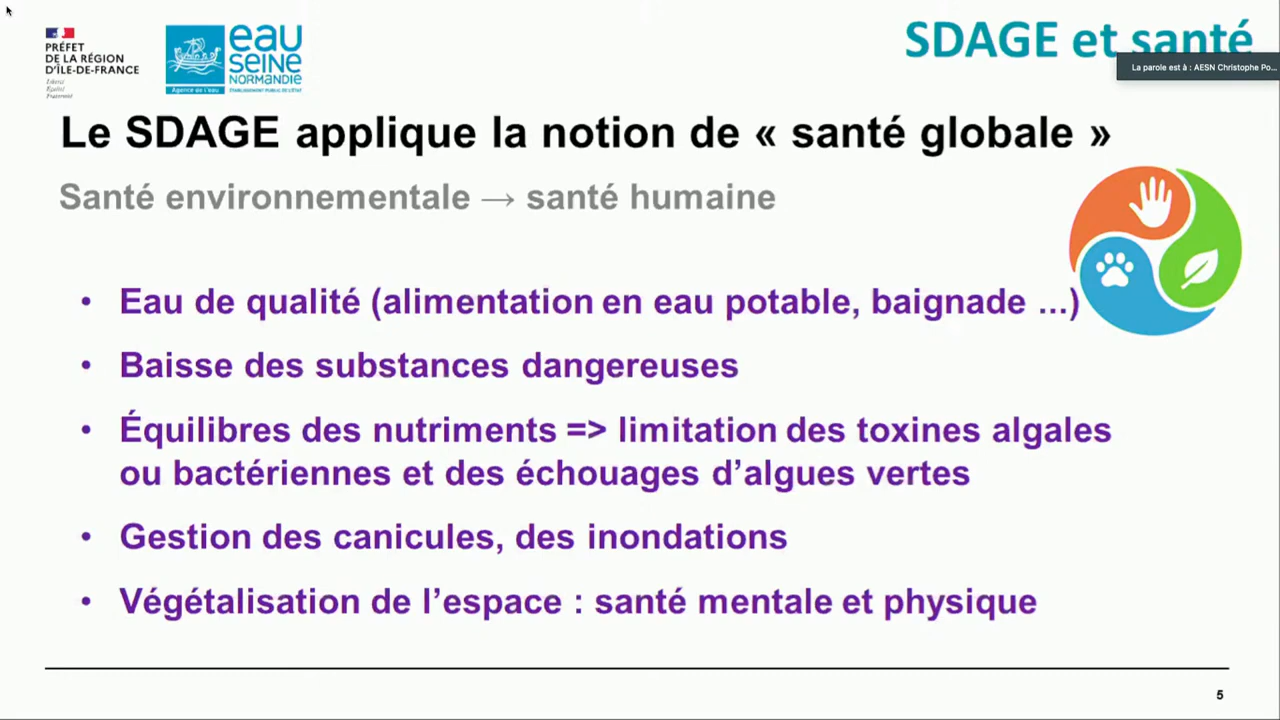 PRÉFET
DE LA RÉGION
D'ÎLE-DE-FRANCE
Liberté
Égalité
Fraternité
eau
SEINE
NORMANDIE
Agence de l'eau
ÉTABLISSEMENT PUBLIC DE L'ÉTAT
SDAGE et santé
La parole est à : AESN Christophe Po...
Le SDAGE applique la notion de « santé globale »
Santé environnementale → santé humaine
• Eau de qualité (alimentation en eau potable, baignade ...)
• Baisse des substances dangereuses
• Équilibres des nutriments => limitation des toxines algales
ou bactériennes et des échouages d’algues vertes
• Gestion des canicules, des inondations
• Végétalisation de l’espace : santé mentale et physique
5